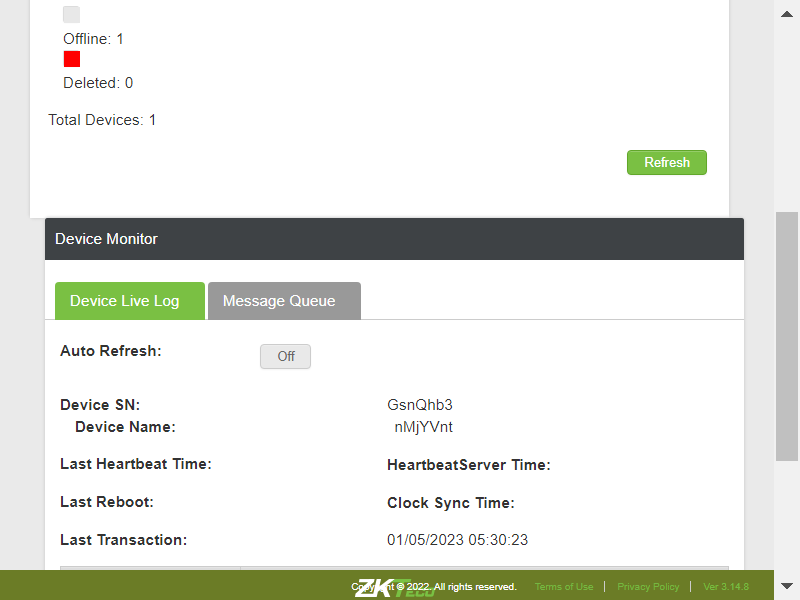 Offline: 1
Deleted: 0
Total Devices: 1
Refresh
Device Monitor
Device Live Log
Message Queue
Auto Refresh:
Off
Device SN: GsnQhb3
Device Name: nMjYVnt
Last Heartbeat Time: HeartbeatServer Time:
Last Reboot: Clock Sync Time:
Last Transaction: 01/05/2023 05:30:23
ZKTeco
Copyright © 2022. All rights reserved. Terms of Use | Privacy Policy | Ver 3.14.8